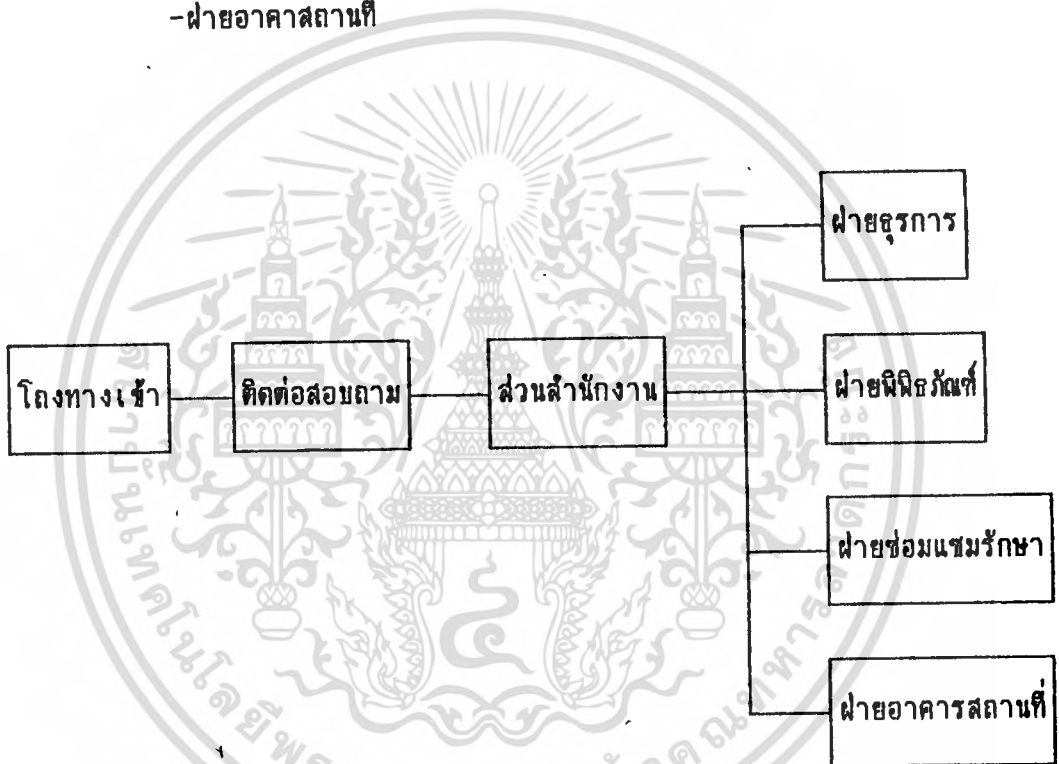 -ฝ่ายอาคาสถานที่
ฝ่ายธุรการ
โถงทางเข้า
ติดต่อสอบถาม
ส่วนสำนักงาน
ฝ่ายพิพิธภัณฑ์
ฝ่ายซ่อมแซมรักษา
ฝ่ายอาคารสถานที่